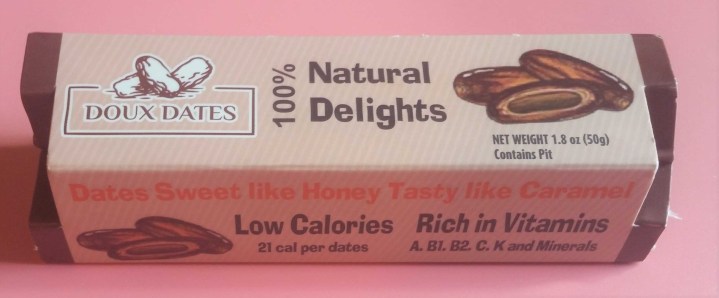 DOUX DATES
100% Natural
Delights
NET WEIGHT 1.8 oz (50g)
Contains Pit
Dates Sweet like Honey Tasty like Caramel
Low Calories
21 cal per dates
Rich in Vitamins
A. B1. B2. C. K and Minerals